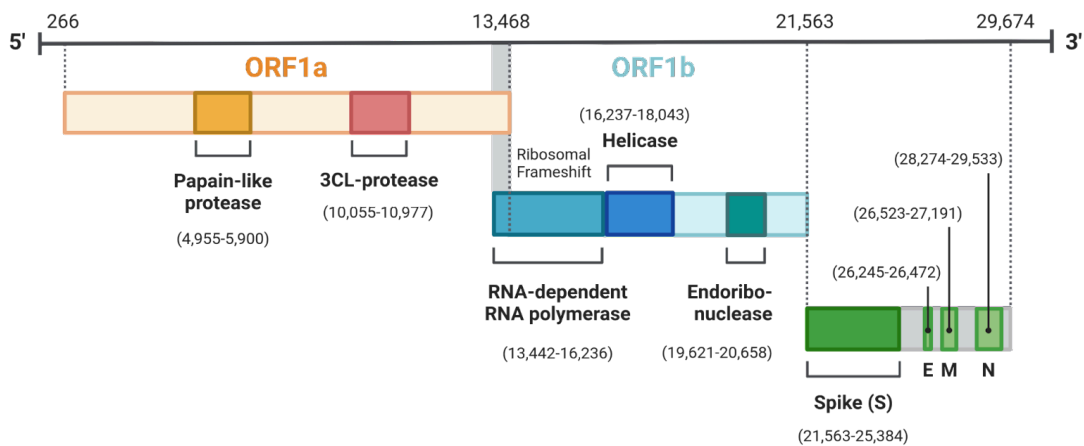 266 13,468 21,563 29,674
5' 3'
ORF1a ORF1b
(16,237-18,043)
Helicase
Ribosomal
Frameshift
(28,274-29,533)
Papain-like
protease
(4,955-5,900)
3CL-protease
(10,055-10,977)
(26,523-27,191)
(26,245-26,472)
RNA-dependent
RNA polymerase
(13,442-16,236)
Endoribo-
nuclease
(19,621-20,658)
E M N
Spike (S)
(21,563-25,384)